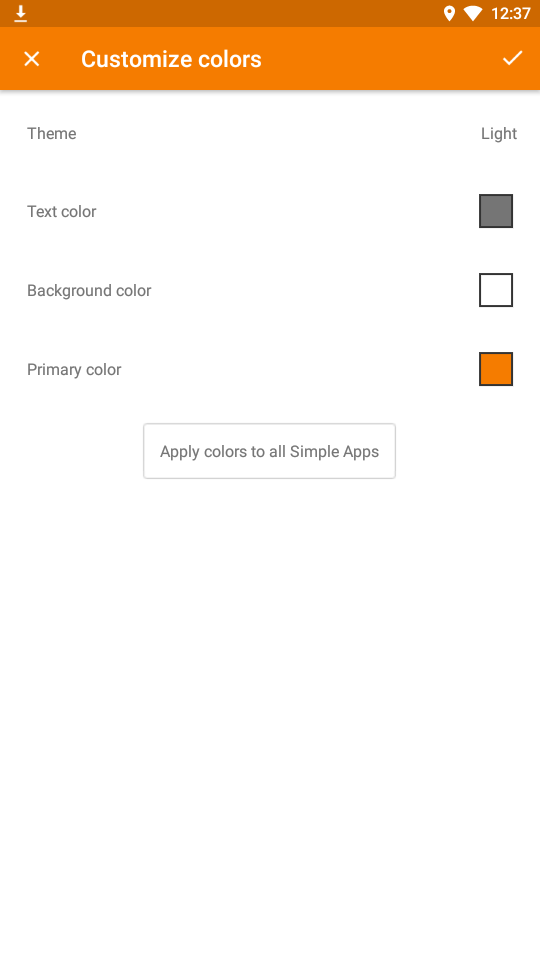 12:37
Customize colors
Theme
Light
Text color
Background color
Primary color
Apply colors to all Simple Apps